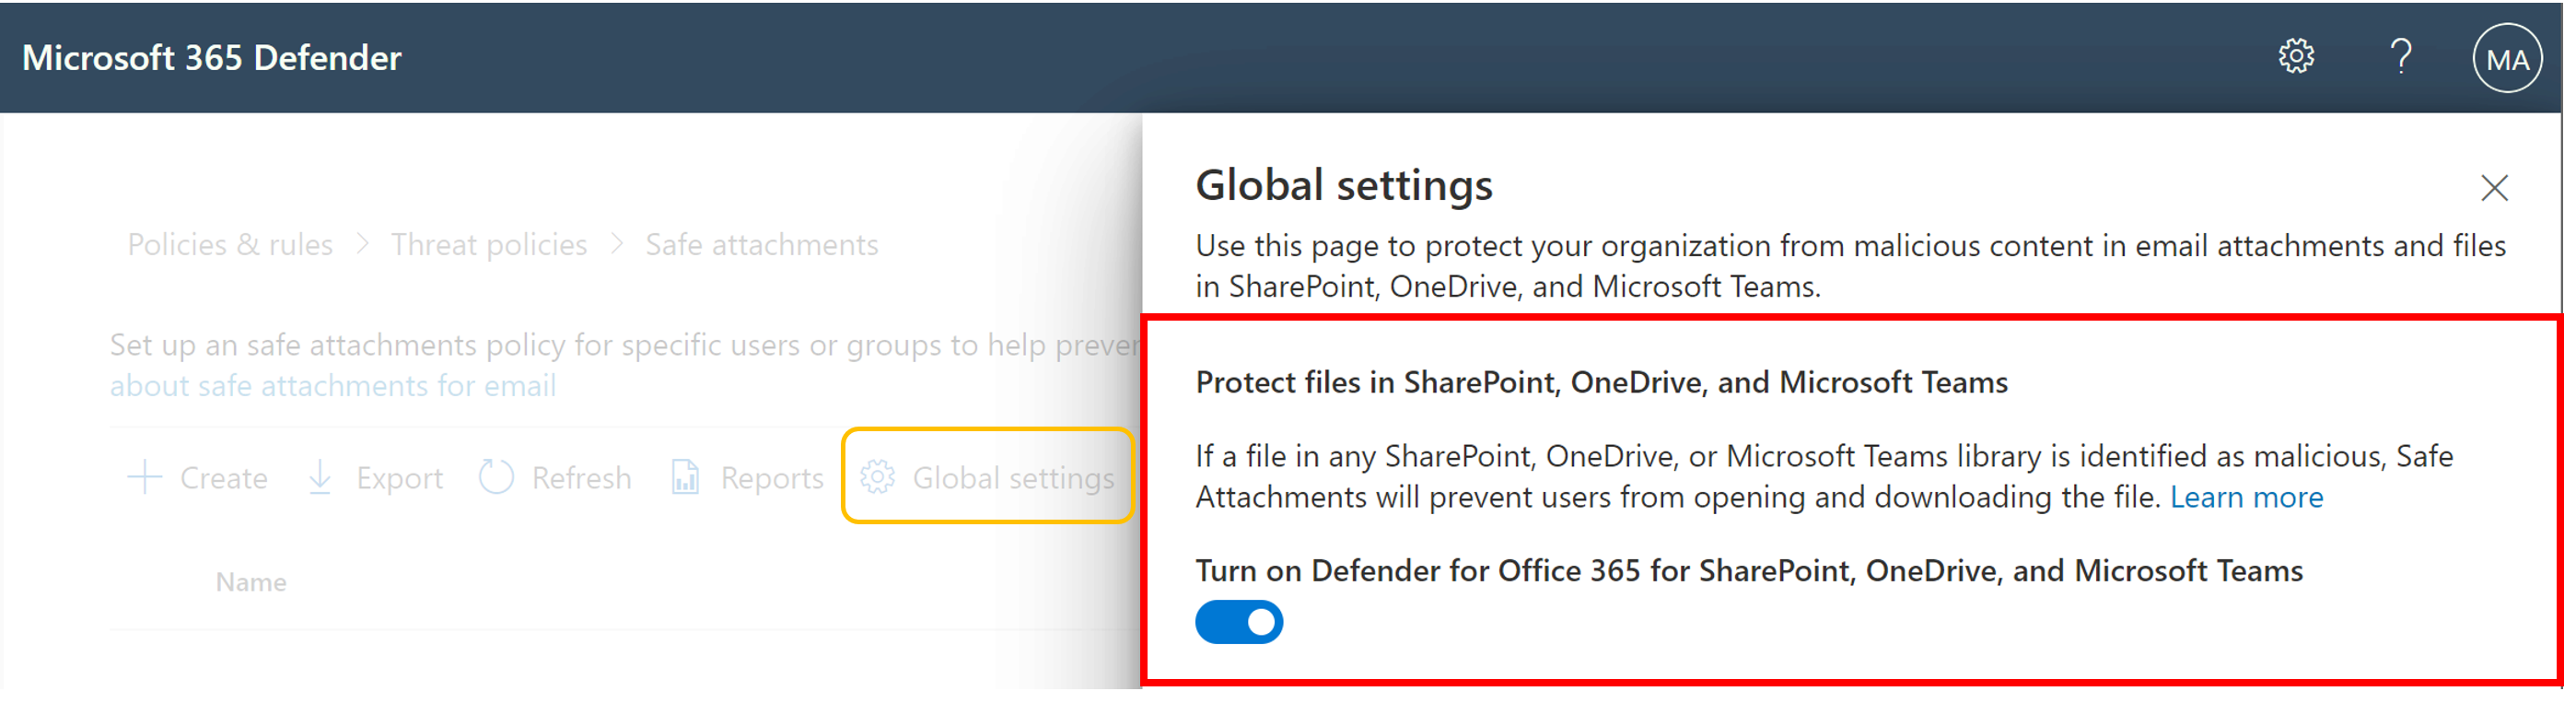 Microsoft 365 Defender
?
MA
Policies & rules > Threat policies > Safe attachments
Set up an safe attachments policy for specific users or groups to help preven
about safe attachments for email
Create Export Refresh Reports Global settings
Name
Global settings
Use this page to protect your organization from malicious content in email attachments and files
in SharePoint, OneDrive, and Microsoft Teams.
Protect files in SharePoint, OneDrive, and Microsoft Teams
If a file in any SharePoint, OneDrive, or Microsoft Teams library is identified as malicious, Safe
Attachments will prevent users from opening and downloading the file. Learn more
Turn on Defender for Office 365 for SharePoint, OneDrive, and Microsoft Teams